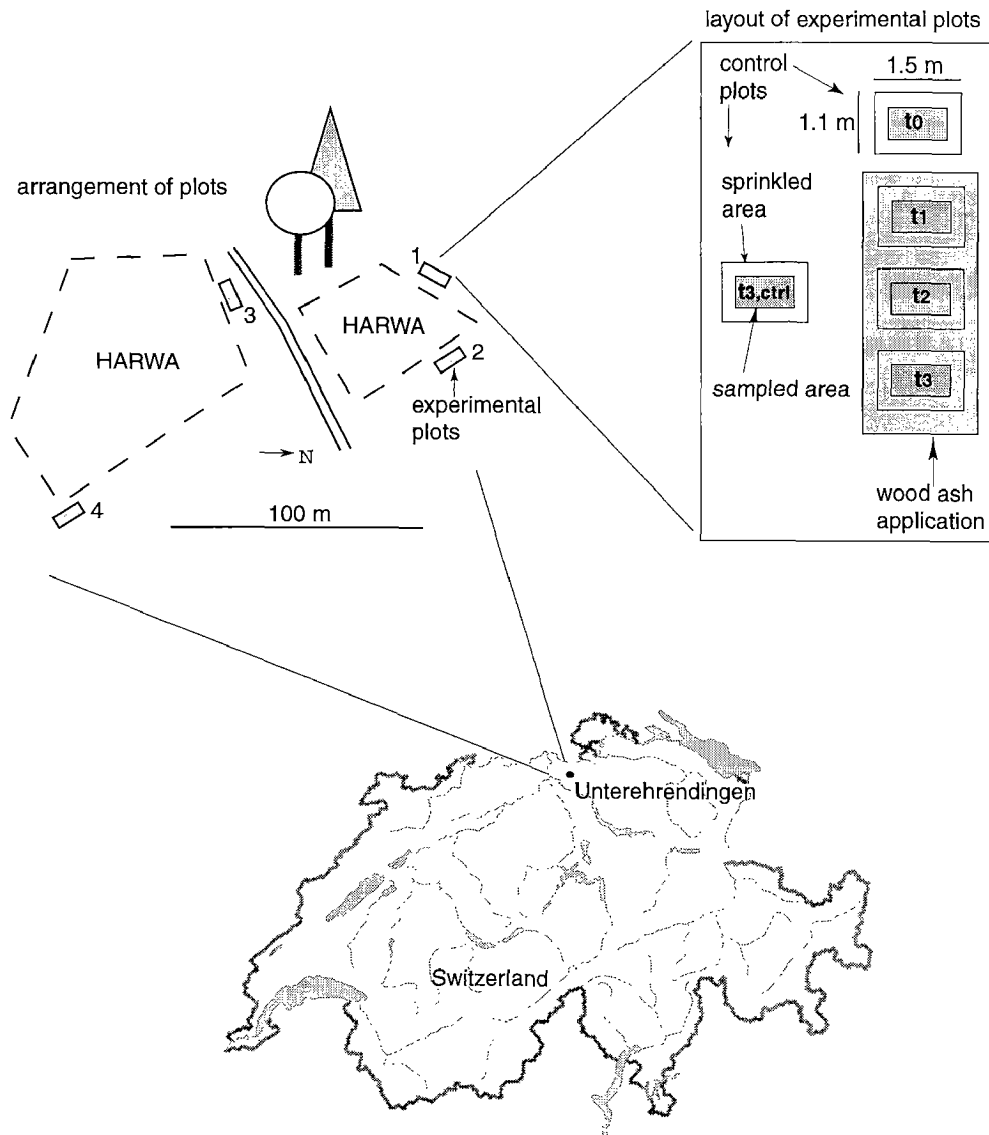 layout of experimental plots
control
plots
1.5 m
1.1 m
t0
sprinkled
area
t1
t2
t3
t3,ctrl
sampled area
wood ash
application
arrangement of plots
1
3
HARWA
HARWA
2
experimental
plots
N
4
100 m
Unterehrendingen
Switzerland